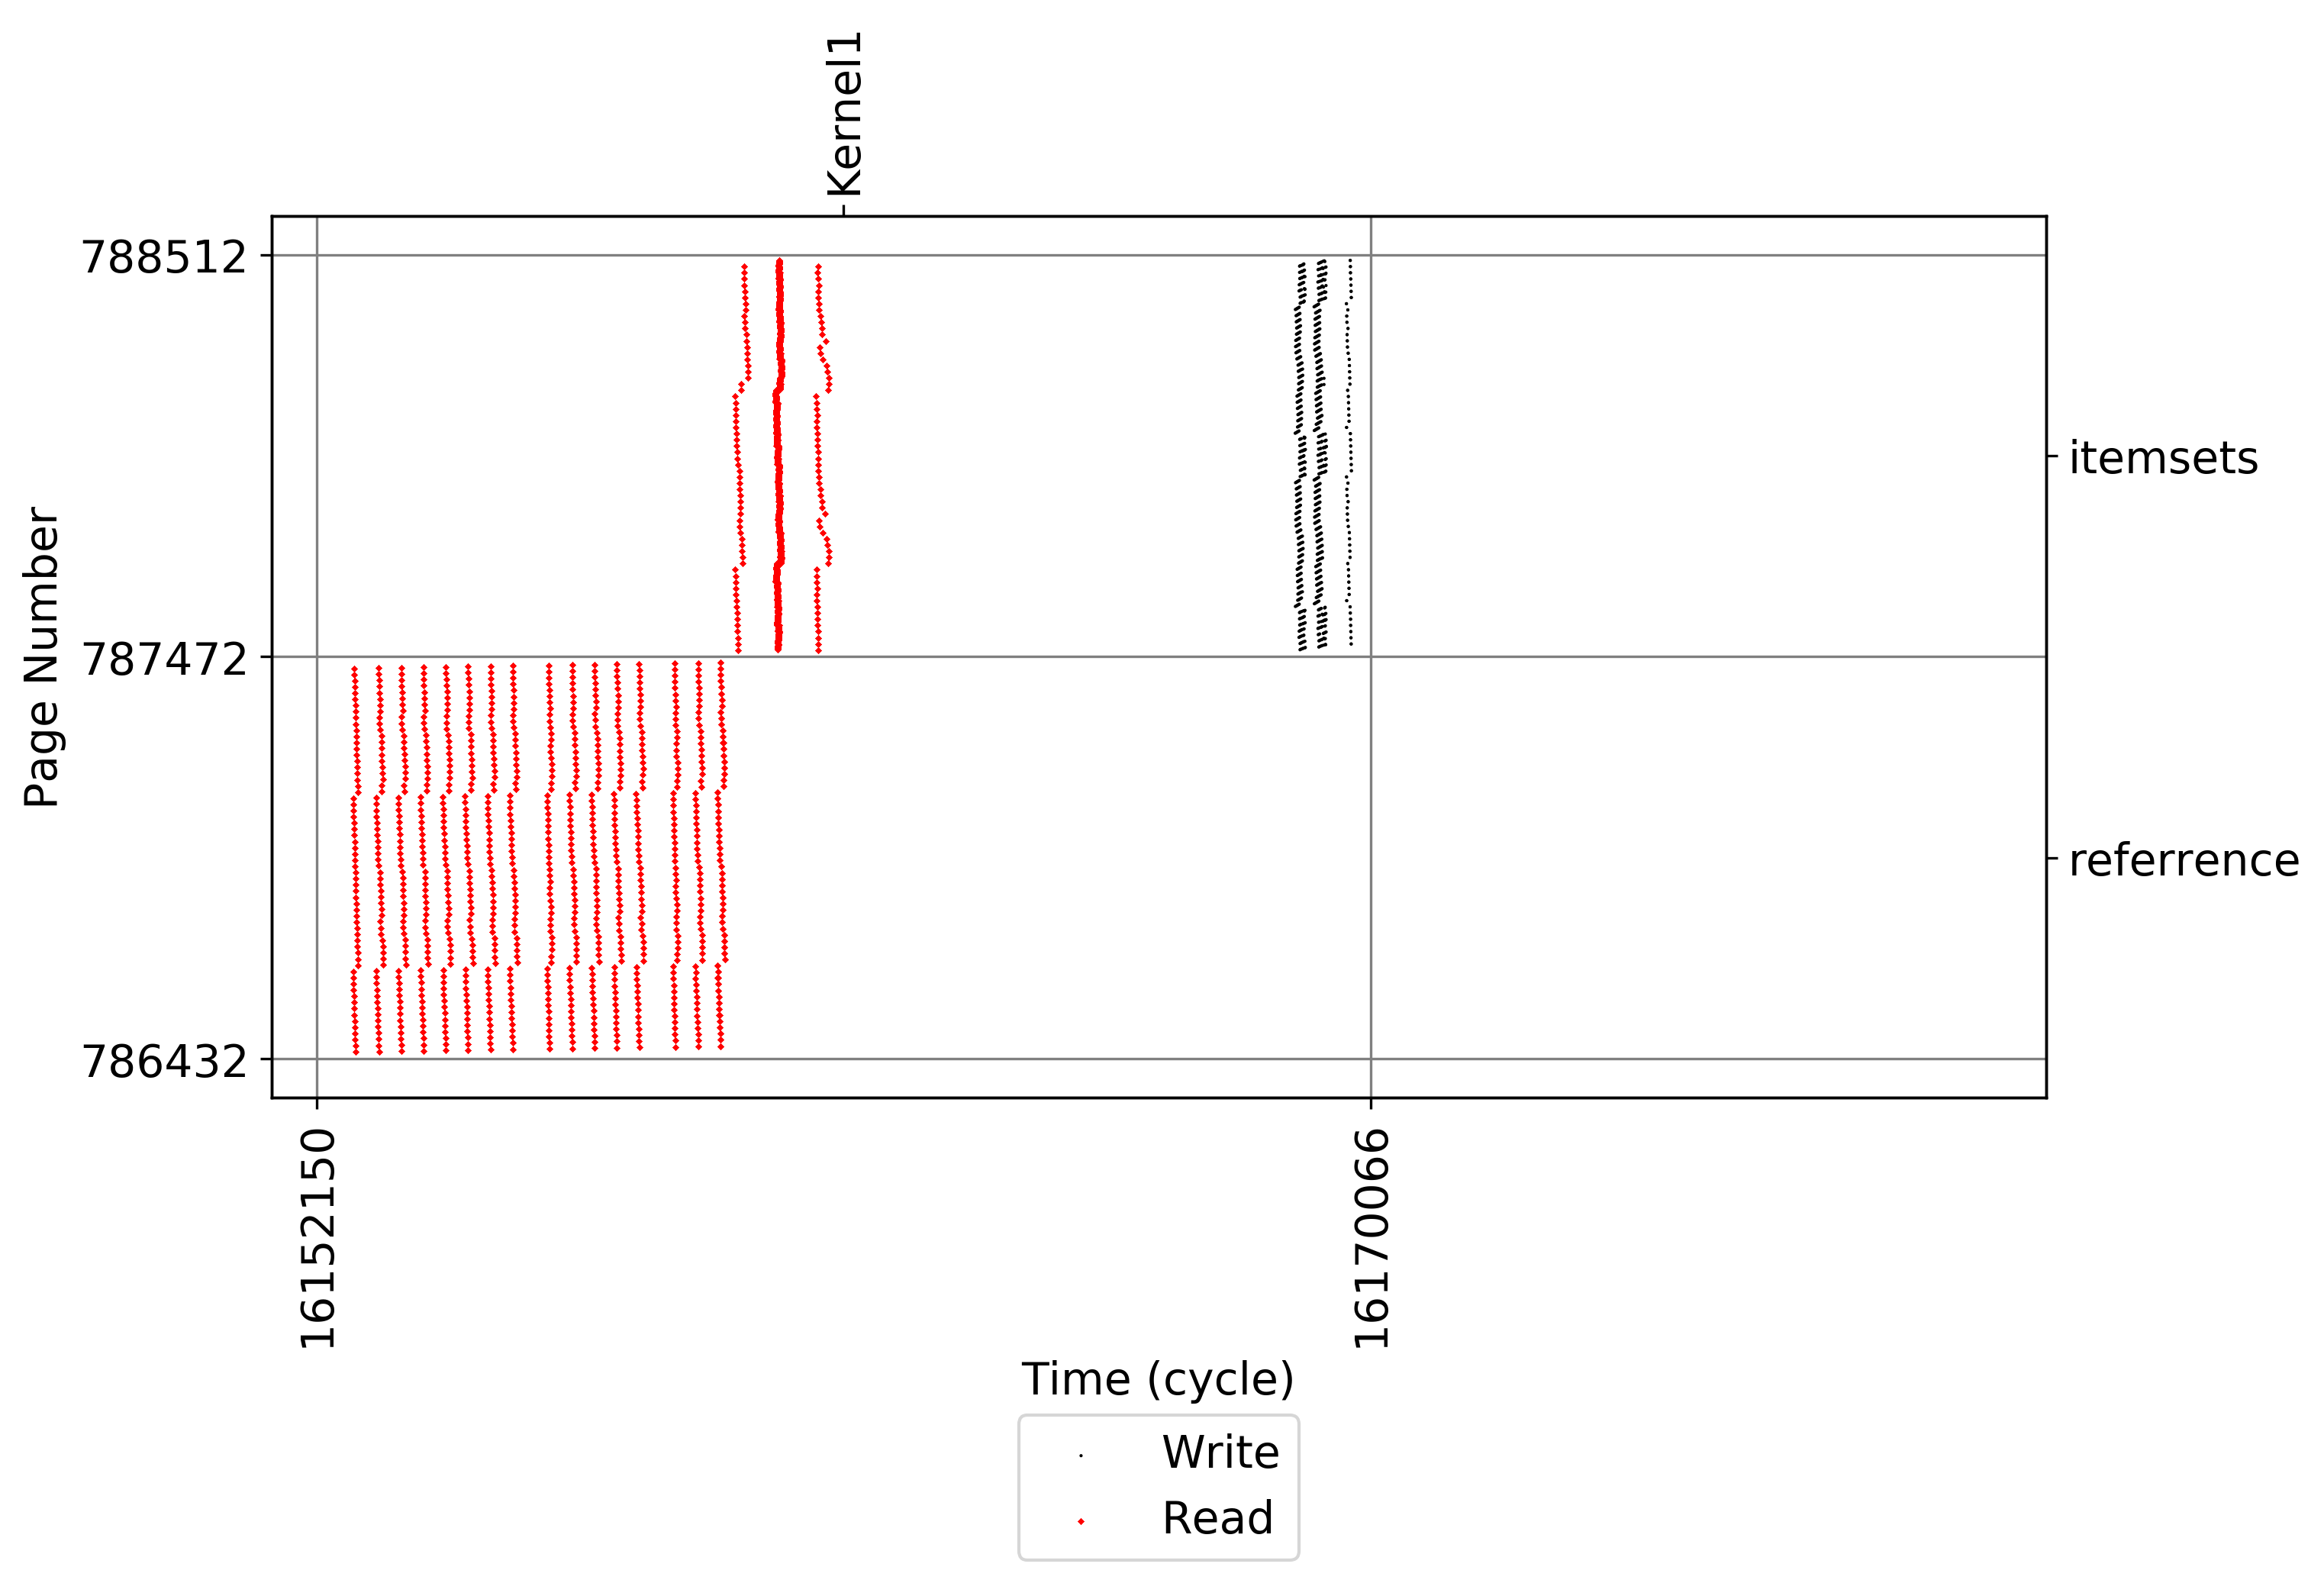 Kernel1
788512
787472
786432
Page Number
itemsets
referrence
16152150
16170066
Time (cycle)
Write
Read